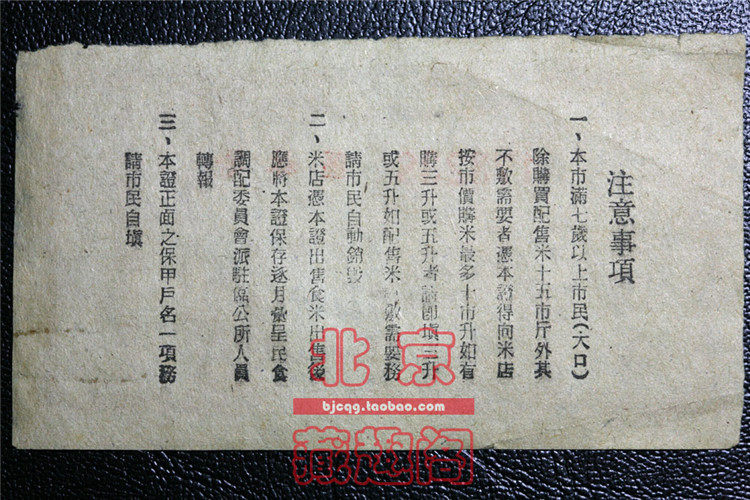 注意事項
一、本市滿七歲以上市民(大口)
除購買配售米十五市斤外其
不敷需要者憑本證得向米店
按市價購米最多十市升如有
購三升或五升者請即填三升
或五升如配售米 敷需要務
請市民自動銷毀
二、米店憑本證出售食米出售後
應將本證保存逐月彙呈民食
調配委員會派駐區公所人員
轉報
三、本證正面之保甲戶名一項務
請市民自填
北京
bjcqg.taobao.com
藏趣阁